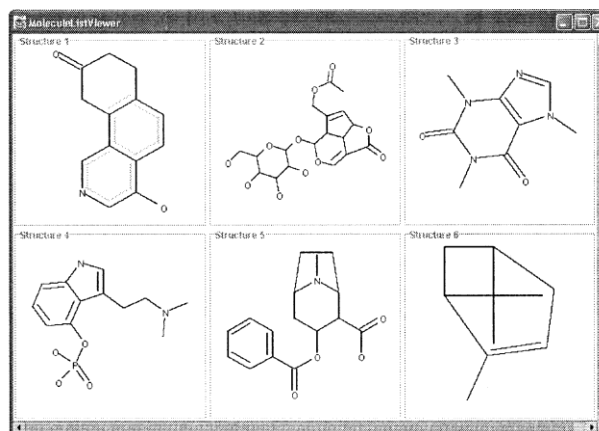 MoleculeListViewer
Structure 1
Structure 2
Structure 3
O
N
O
O
O
O
O
O
O
O
O
O
O
O
N
N
N
N
O
O
Structure 4
Structure 5
Structure 6
N
N
O
O
P
O
O
N
O
O
O
O